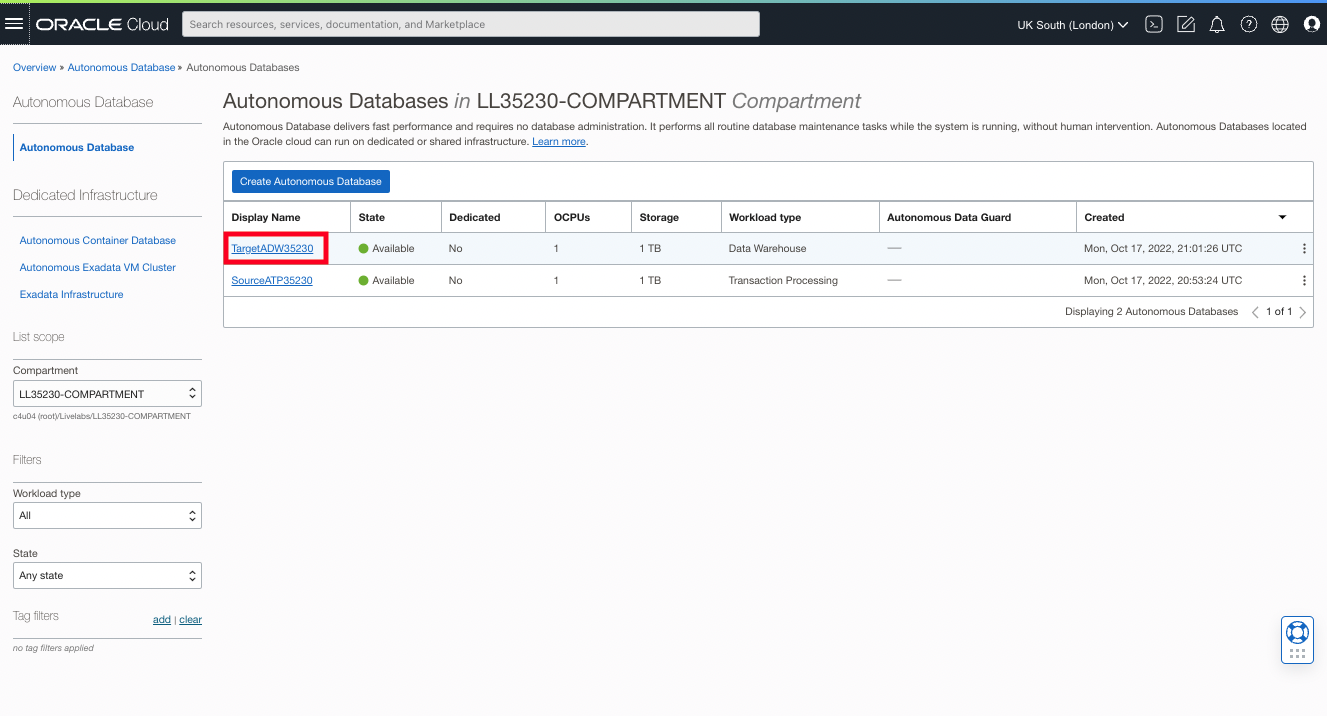 ORACLE Cloud
Search resources, services, documentation, and Marketplace
UK South (London)
Overview » Autonomous Database » Autonomous Databases
Autonomous Database
Autonomous Database
Dedicated Infrastructure
Autonomous Container Database
Autonomous Exadata VM Cluster
Exadata Infrastructure
List scope
Compartment
LL35230-COMPARTMENT
c4u04 (root)/Livelabs/LL35230-COMPARTMENT
Filters
Workload type
All
State
Any state
Tag filters add | clear
no tag filters applied
Autonomous Databases in LL35230-COMPARTMENT Compartment
Autonomous Database delivers fast performance and requires no database administration. It performs all routine database maintenance tasks while the system is running, without human intervention. Autonomous Databases located
in the Oracle cloud can run on dedicated or shared infrastructure. Learn more.
Create Autonomous Database
Display Name State Dedicated OCPUs Storage Workload type Autonomous Data Guard Created
TargetADW35230 Available No 1 1 TB Data Warehouse — Mon, Oct 17, 2022, 21:01:26 UTC
SourceATP35230 Available No 1 1 TB Transaction Processing — Mon, Oct 17, 2022, 20:53:24 UTC
Displaying 2 Autonomous Databases < 1 of 1 >